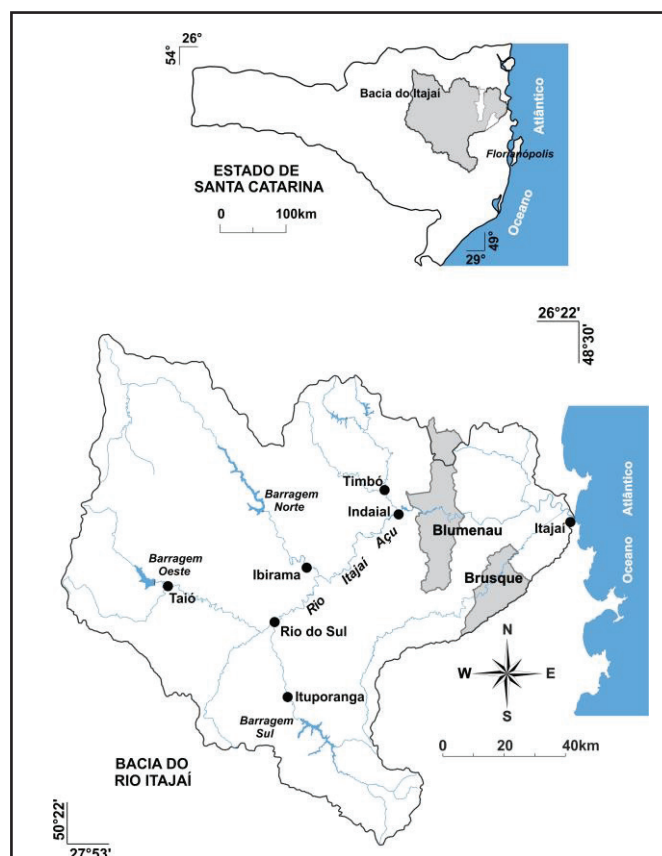 26°
54°
Bacia do Itajaí
Atlântico
Florianópolis
ESTADO DE
SANTA CATARINA
Oceano
0 100km
49°
29°
26°22'
48°30'
Timbó
Barragem
Norte
Indaial
Açu
Blumenau
Itajaí
Atlântico
Barragem
Oeste
Ibirama
Itajaí
Brusque
Oceano
Taió
Rio
Rio do Sul
N
W E
S
Ituporanga
Barragem
Sul
0 20 40km
BACIA DO
RIO ITAJAÍ
50°22'
27°53'